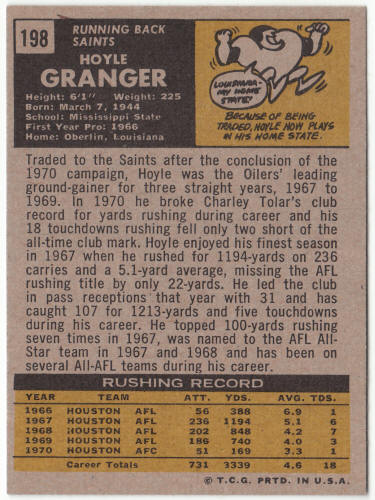 198
RUNNING BACK
SAINTS
HOYLE
GRANGER
Height: 6'1" Weight: 225
Born: March 7, 1944
School: Mississippi State
First Year Pro: 1966
Home: Oberlin, Louisiana
LOUISIANA-
MY HOME
STATE!
BECAUSE OF BEING
TRADED, HOYLE NOW PLAYS
IN HIS HOME STATE.
Traded to the Saints after the conclusion of the
1970 campaign, Hoyle was the Oilers' leading
ground-gainer for three straight years, 1967 to
1969. In 1970 he broke Charley Tolar's club
record for yards rushing during career and his
18 touchdowns rushing fell only two short of the
all-time club mark. Hoyle enjoyed his finest season
in 1967 when he rushed for 1194-yards on 236
carries and a 5.1-yard average, missing the AFL
rushing title by only 22-yards. He led the club
in pass receptions that year with 31 and has
caught 107 for 1213-yards and five touchdowns
during his career. He topped 100-yards rushing
seven times in 1967, was named to the AFL All-
Star team in 1967 and 1968 and has been on
several All-AFL teams during his career.
RUSHING RECORD
YEAR TEAM ATT. YDS. AVG. TDS.
1966 HOUSTON AFL 56 388 6.9 1
1967 HOUSTON AFL 236 1194 5.1 6
1968 HOUSTON AFL 202 848 4.2 7
1969 HOUSTON AFL 186 740 4.0 3
1970 HOUSTON AFC 51 169 3.3 1
Career Totals 731 3339 4.6 18
© T.C.G. PRTD. IN U.S.A.